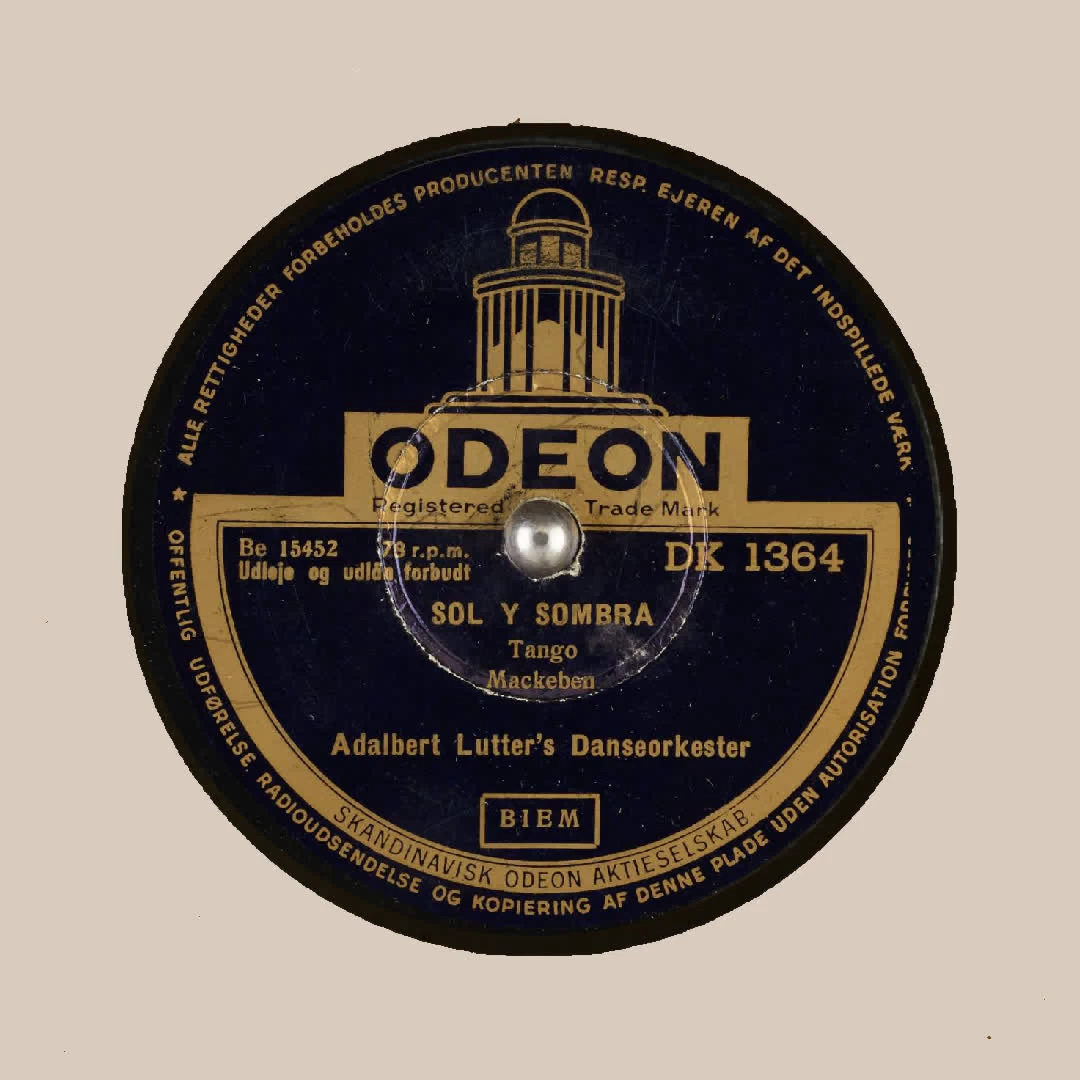 ALLE RETTIGHEDER FORBEHOLDES PRODUCENTEN RESP. EJEREN AF DET INDSPILLEDE VÆRK
ODEON
Registered Trade Mark
Be 15452 78 r.p.m. DK 1364
Udleje og udlån forbudt
SOL Y SOMBRA
Tango
Mackeben
Adalbert Lutter's Danseorkester
BIEM
SKANDINAVISK ODEON AKTIESELSKAB
★ OFFENTLIG UDFØRELSE. RADIOUDSENDELSE OG KOPIERING AF DENNE PLADE UDEN AUTORISATION